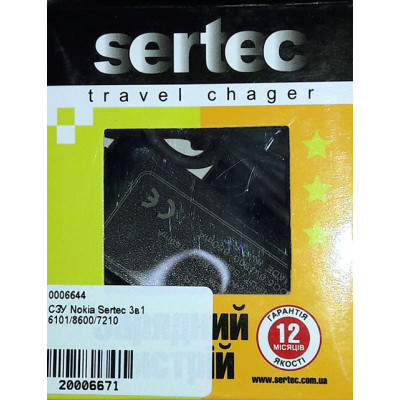 sertec
travel chager
0006644
СЗУ Nokia Sertec 3в1
6101/8600/7210
20006671
ГАРАНТІЯ
12
МІСЯЦІВ
ЯКОСТІ
www.sertec.com.ua